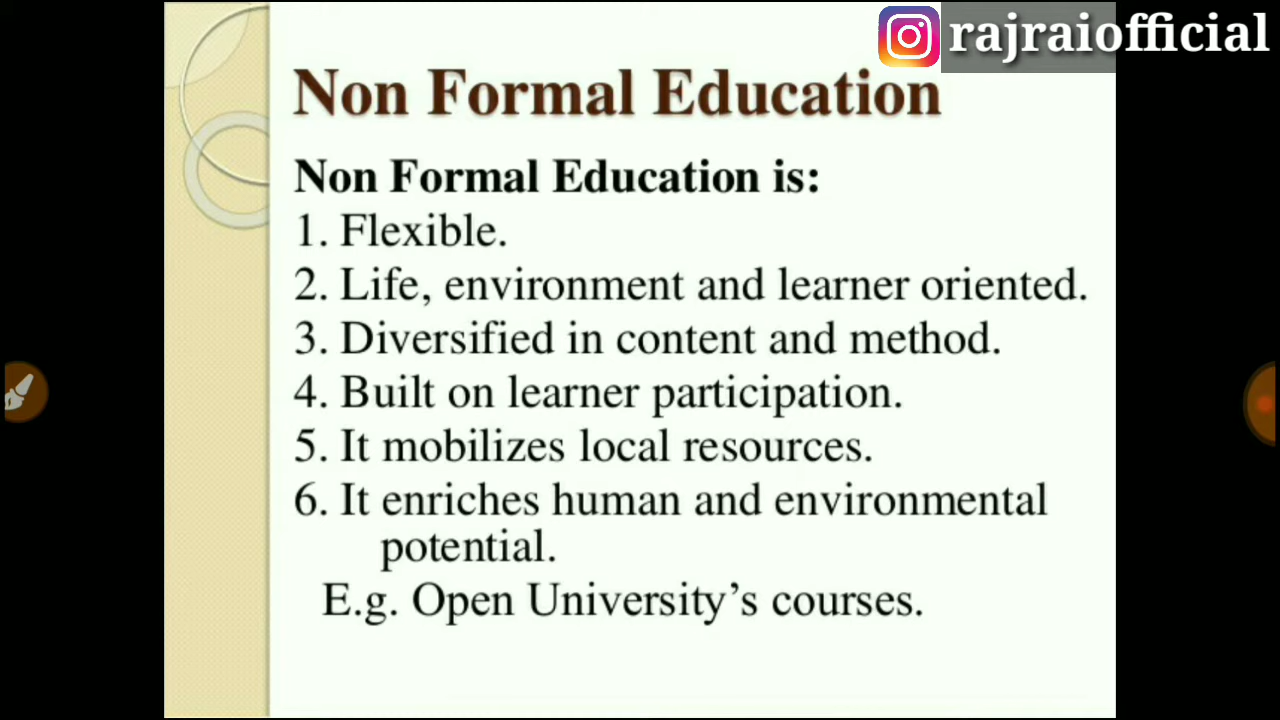 rajraiofficial
Non Formal Education
Non Formal Education is:
1. Flexible.
2. Life, environment and learner oriented.
3. Diversified in content and method.
4. Built on learner participation.
5. It mobilizes local resources.
6. It enriches human and environmental
potential.
E.g. Open University’s courses.